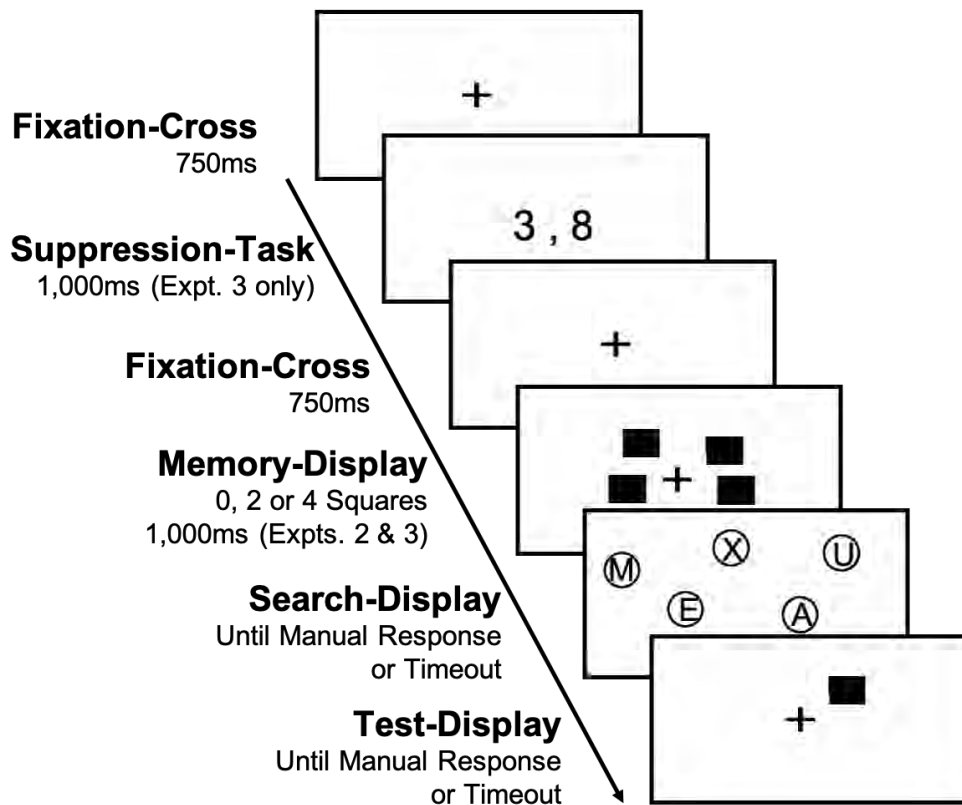 Fixation-Cross
750ms
3 , 8
Suppression-Task
1,000ms (Expt. 3 only)
Fixation-Cross
750ms
Memory-Display
0, 2 or 4 Squares
1,000ms (Expts. 2 & 3)
M X U
E A
Search-Display
Until Manual Response
or Timeout
Test-Display
Until Manual Response
or Timeout